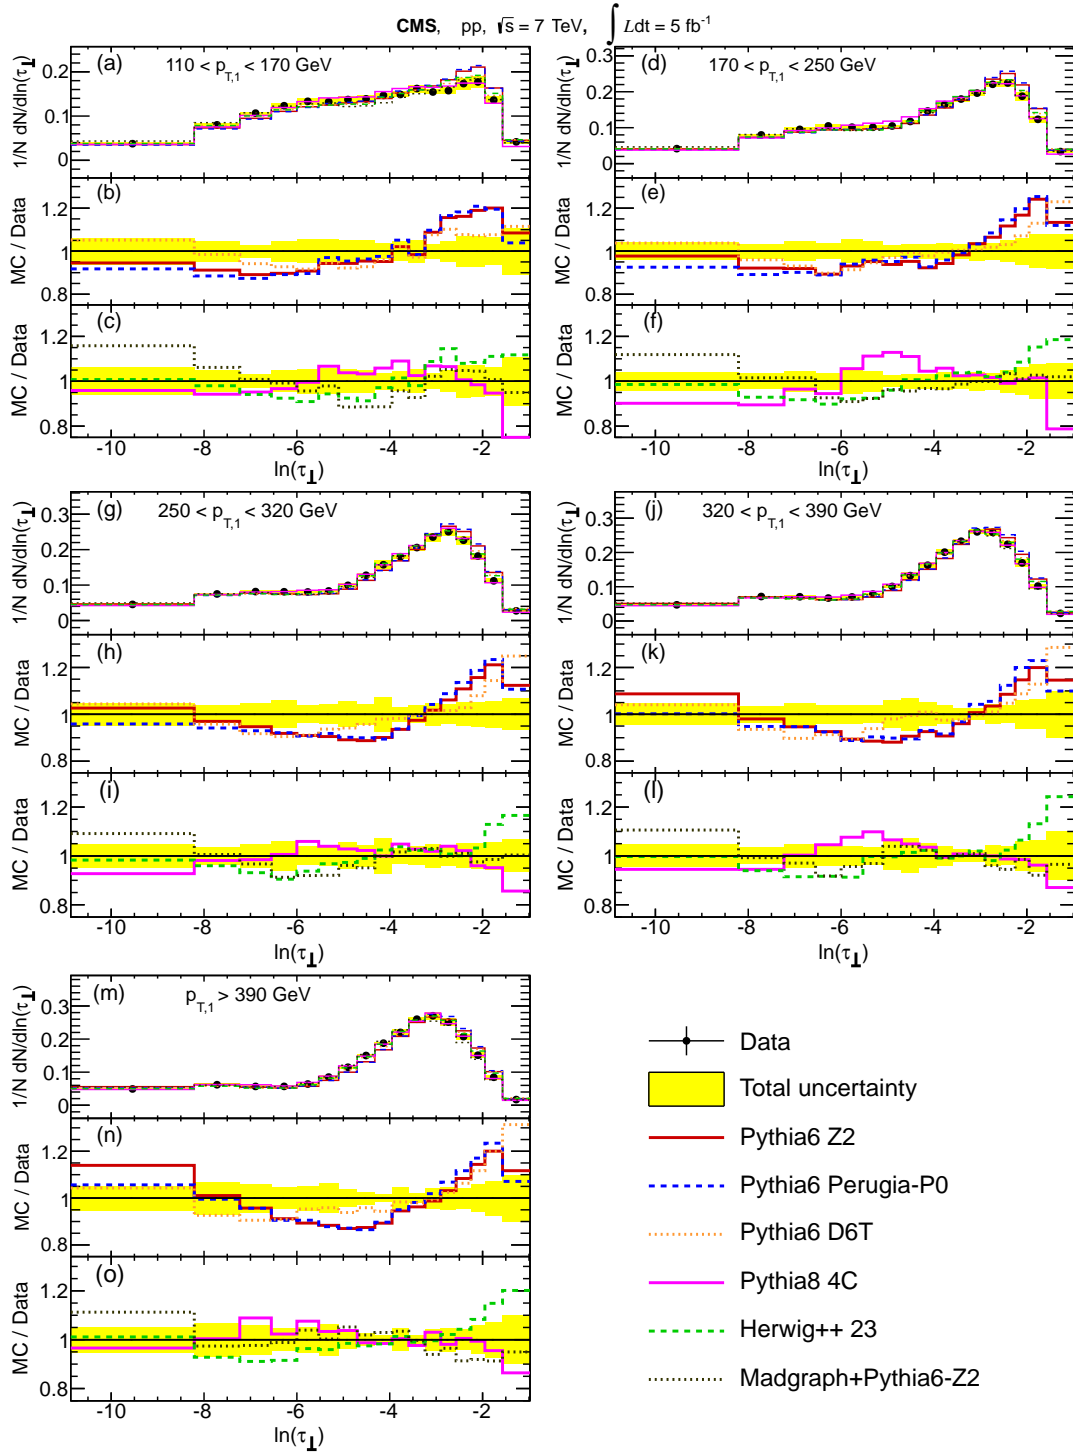 CMS, pp, √s = 7 TeV, ∫ Ldt = 5 fb⁻¹
(a) 110 < p_T,1 < 170 GeV
1/N dN/dln(τ⊥)
0.2
0.1
0
(b)
MC / Data
1.2
1
0.8
(c)
MC / Data
1.2
1
0.8
-10 -8 -6 -4 -2
ln(τ⊥)
(d) 170 < p_T,1 < 250 GeV
1/N dN/dln(τ⊥)
0.3
0.2
0.1
0
(e)
MC / Data
1.2
1
0.8
(f)
MC / Data
1.2
1
0.8
-10 -8 -6 -4 -2
ln(τ⊥)
(g) 250 < p_T,1 < 320 GeV
1/N dN/dln(τ⊥)
0.3
0.2
0.1
0
(h)
MC / Data
1.2
1
0.8
(i)
MC / Data
1.2
1
0.8
-10 -8 -6 -4 -2
ln(τ⊥)
(j) 320 < p_T,1 < 390 GeV
1/N dN/dln(τ⊥)
0.3
0.2
0.1
0
(k)
MC / Data
1.2
1
0.8
(l)
MC / Data
1.2
1
0.8
-10 -8 -6 -4 -2
ln(τ⊥)
(m) p_T,1 > 390 GeV
1/N dN/dln(τ⊥)
0.3
0.2
0.1
0
(n)
MC / Data
1.2
1
0.8
(o)
MC / Data
1.2
1
0.8
-10 -8 -6 -4 -2
ln(τ⊥)
Data
Total uncertainty
Pythia6 Z2
Pythia6 Perugia-P0
Pythia6 D6T
Pythia8 4C
Herwig++ 23
Madgraph+Pythia6-Z2